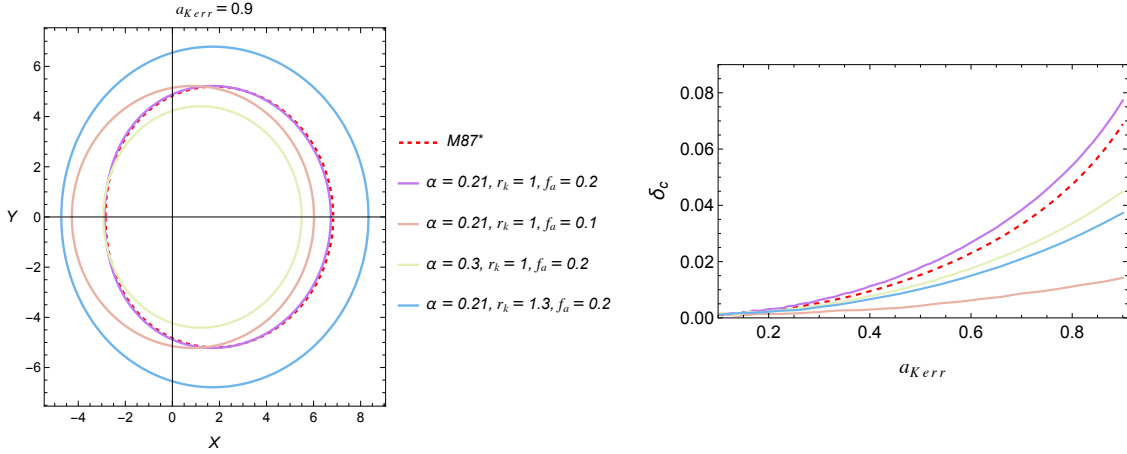 a_Kerr = 0.9
Y
6
4
2
0
−2
−4
−6
−4
−2
0
2
4
6
8
X
M87*
α = 0.21, r_k = 1, f_a = 0.2
α = 0.21, r_k = 1, f_a = 0.1
α = 0.3, r_k = 1, f_a = 0.2
α = 0.21, r_k = 1.3, f_a = 0.2
δ_c
0.08
0.06
0.04
0.02
0.00
0.2
0.4
0.6
0.8
a_Kerr